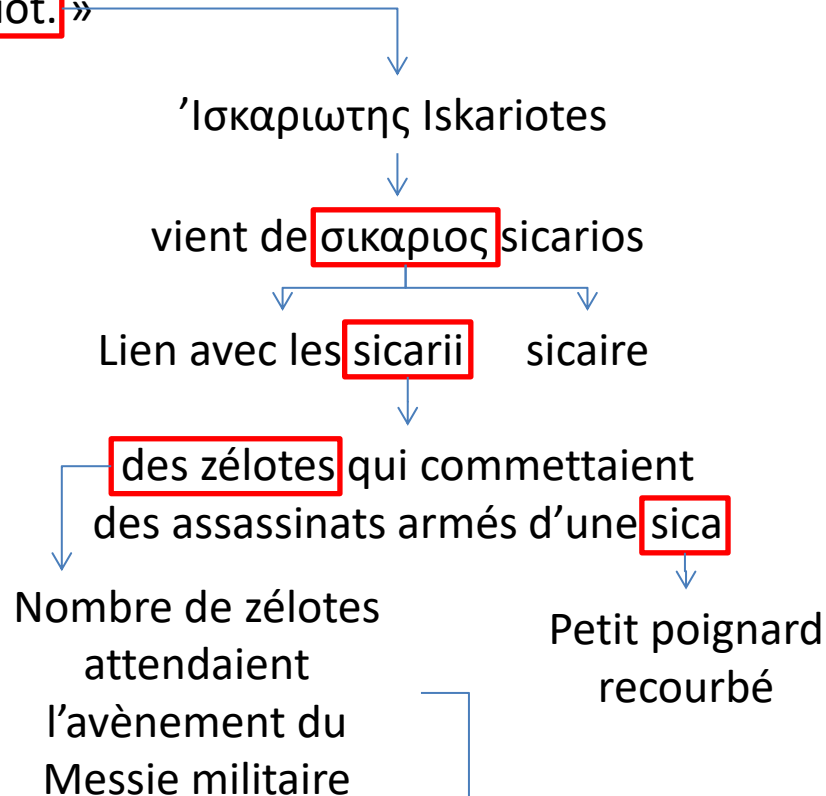 iot. »
’Ισκαριωτης Iskariotes
vient de σικαριος sicarios
Lien avec les sicarii sicaire
des zélotes qui commettaient
des assassinats armés d’une sica
Nombre de zélotes
attendaient
l’avènement du
Messie militaire
Petit poignard
recourbé